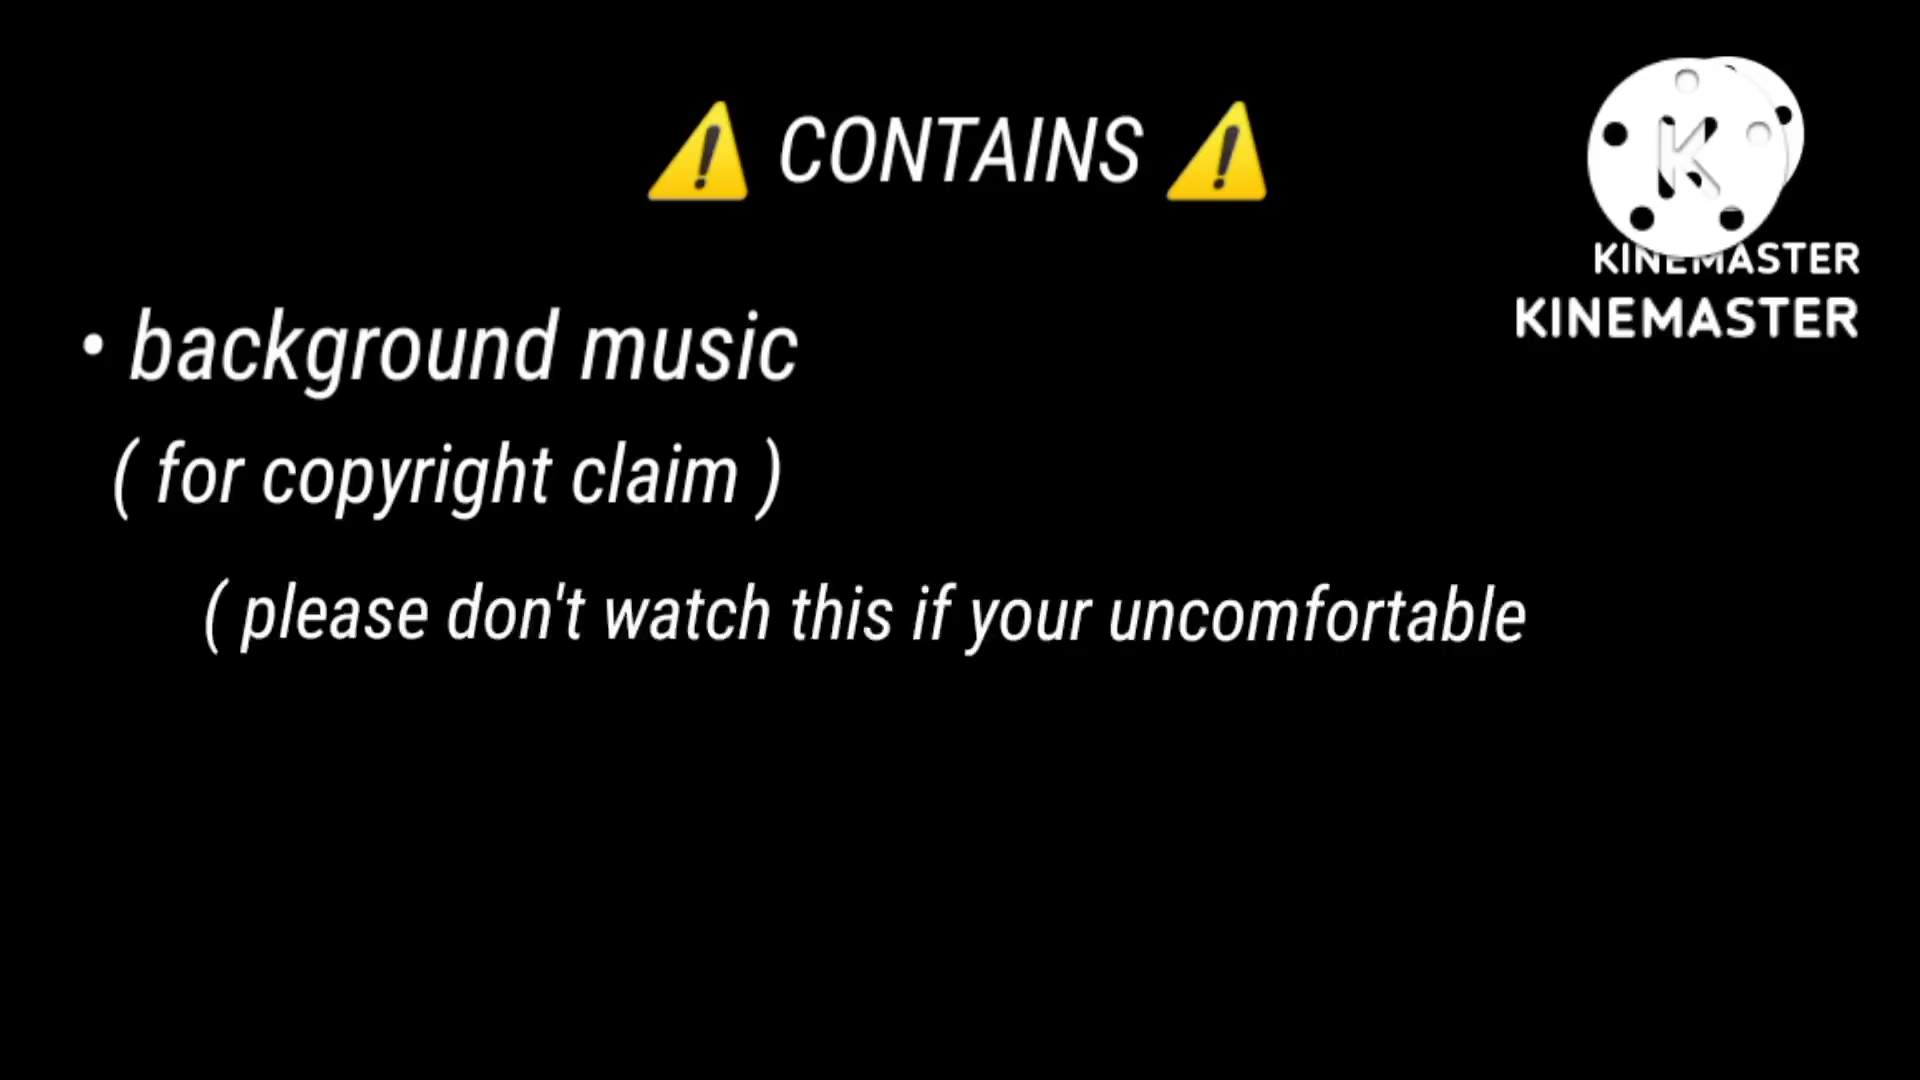 ⚠️ CONTAINS ⚠️
K
KINEMASTER
KINEMASTER
• background music
( for copyright claim )
( please don't watch this if your uncomfortable